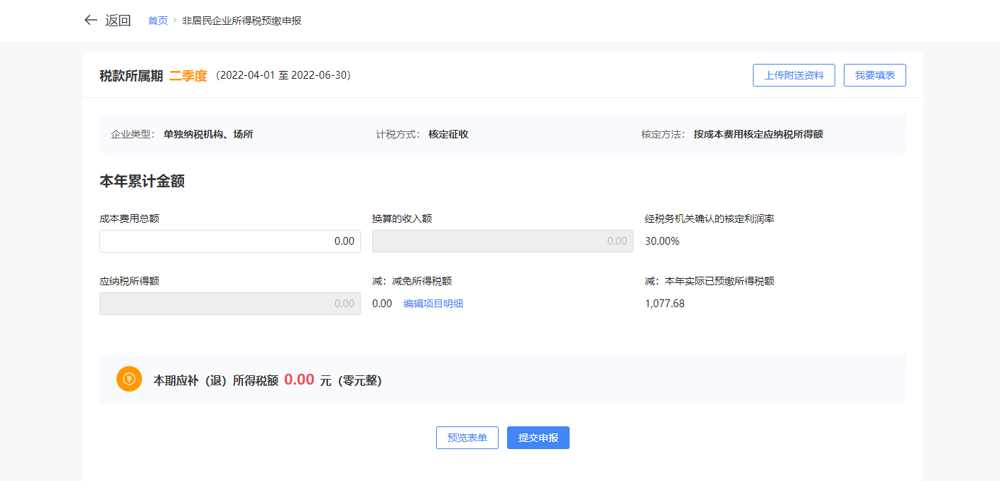 返回 首页 > 非居民企业所得税预缴申报
税款所属期 二季度 （2022-04-01 至 2022-06-30） 上传附送资料 我要填表
企业类型： 单独纳税机构、场所 计税方式： 核定征收 核定方法： 按成本费用核定应纳税所得额
本年累计金额
成本费用总额 换算的收入额 经税务机关确认的核定利润率
0.00 0.00 30.00%
应纳税所得额 减：减免所得税额 减：本年实际已预缴所得税额
0.00 0.00 编辑项目明细 1,077.68
本期应补（退）所得税额 0.00 元（零元整）
预览表单 提交申报